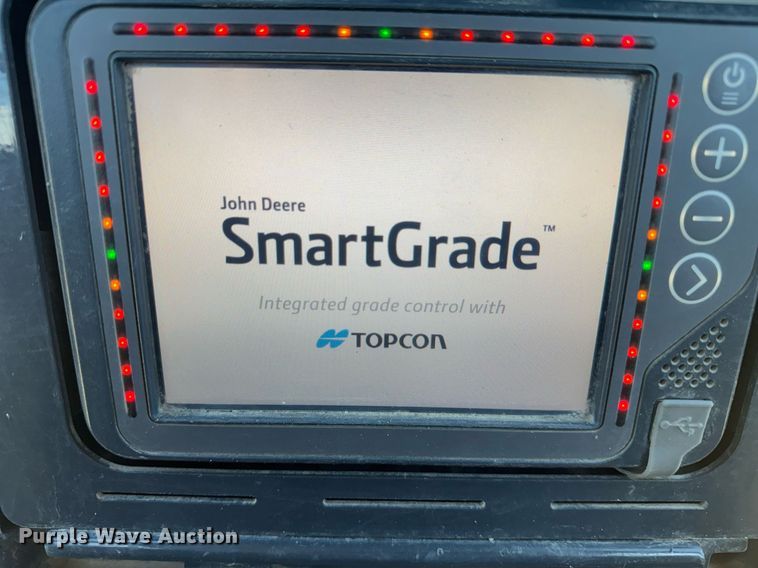 John Deere
SmartGrade™
Integrated grade control with
TOPCON
Purple Wave Auction